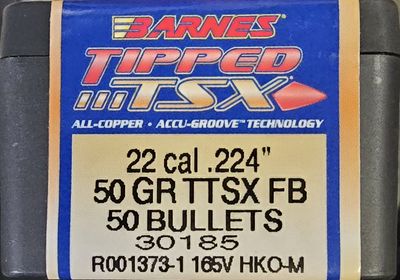 BARNES
TIPPED
TSX
ALL-COPPER • ACCU-GROOVE™ TECHNOLOGY
22 cal .224"
50 GR TTSX FB
50 BULLETS
30185
R001373-1 165V HKO-M